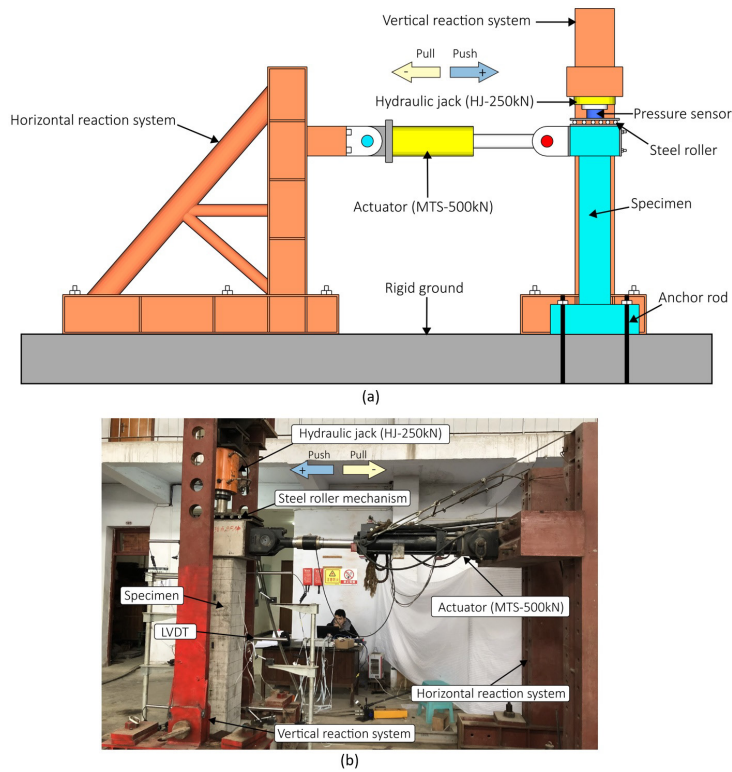 Vertical reaction system
Pull
Push
-
+
Hydraulic jack (HJ-250kN)
Pressure sensor
Horizontal reaction system
Steel roller
Actuator (MTS-500kN)
Specimen
Rigid ground
Anchor rod
(a)
Hydraulic jack (HJ-250kN)
Push
Pull
+
-
Steel roller mechanism
Specimen
Actuator (MTS-500kN)
LVDT
Horizontal reaction system
Vertical reaction system
(b)